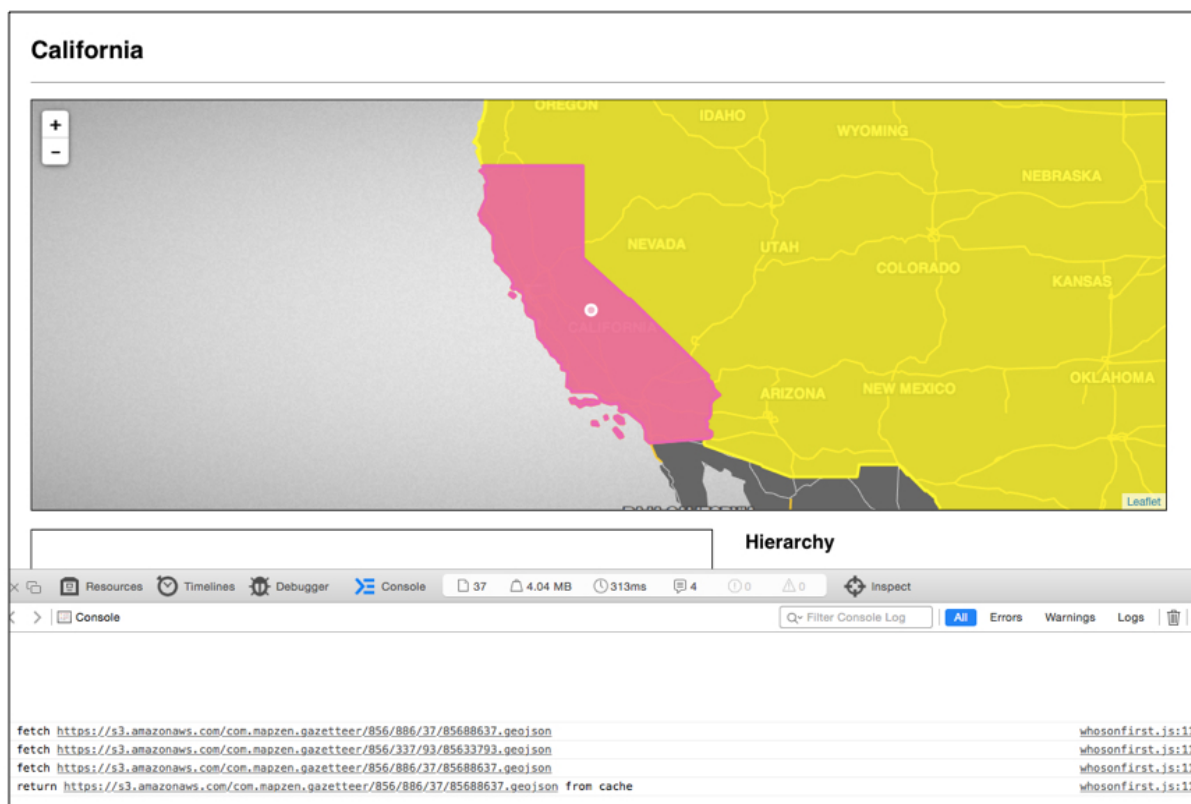 California
+
−
OREGON
IDAHO
WYOMING
NEBRASKA
NEVADA
UTAH
COLORADO
KANSAS
CALIFORNIA
ARIZONA
NEW MEXICO
OKLAHOMA
Leaflet
Hierarchy
Resources Timelines Debugger Console 37 4.04 MB 313ms 4 0 0 Inspect
Console Filter Console Log All Errors Warnings Logs
fetch https://s3.amazonaws.com/com.mapzen.gazetteer/856/886/37/85688637.geojson whosonfirst.js:11
fetch https://s3.amazonaws.com/com.mapzen.gazetteer/856/337/93/85633793.geojson whosonfirst.js:11
fetch https://s3.amazonaws.com/com.mapzen.gazetteer/856/886/37/85688637.geojson whosonfirst.js:11
return https://s3.amazonaws.com/com.mapzen.gazetteer/856/886/37/85688637.geojson from cache whosonfirst.js:11